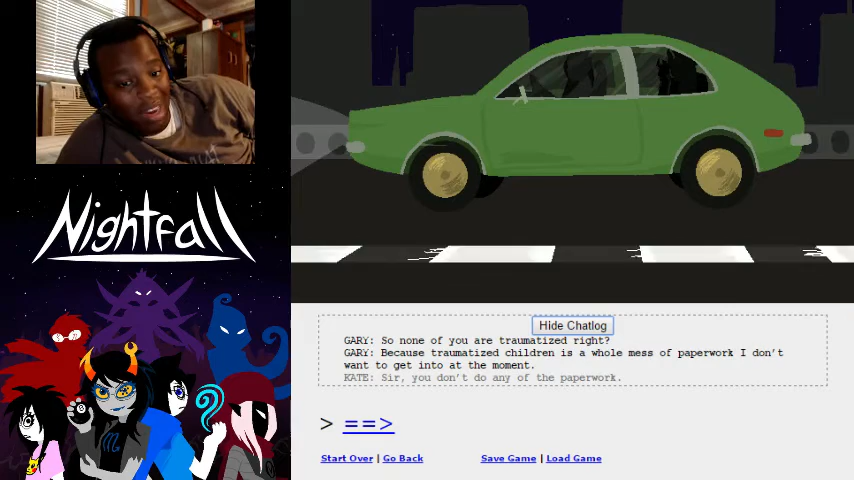 Nightfall
Hide Chatlog
GARY: So none of you are traumatized right?
GARY: Because traumatized children is a whole mess of paperwork I don't
want to get into at the moment.
KATE: Sir, you don't do any of the paperwork.
> ==>
Start Over | Go Back Save Game | Load Game
8